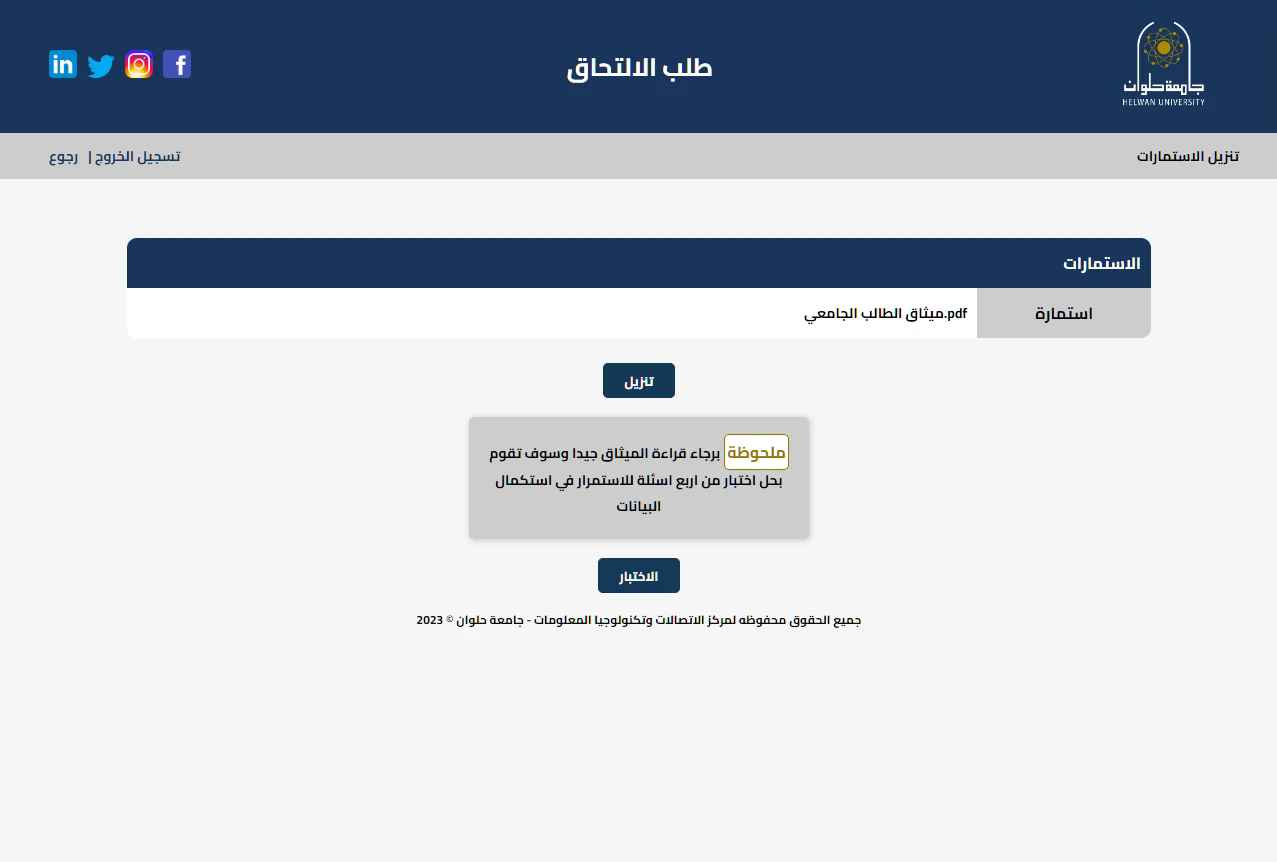 جامعة حلوان
HELWAN UNIVERSITY
طلب الالتحاق
تنزيل الاستمارات
تسجيل الخروج | رجوع
الاستمارات
استمارة
ميثاق الطالب الجامعي.pdf
تنزيل
ملحوظة برجاء قراءة الميثاق جيدا وسوف تقوم
بحل اختبار من اربع اسئلة للاستمرار في استكمال
البيانات
الاختبار
جميع الحقوق محفوظه لمركز الاتصالات وتكنولوجيا المعلومات - جامعة حلوان © 2023